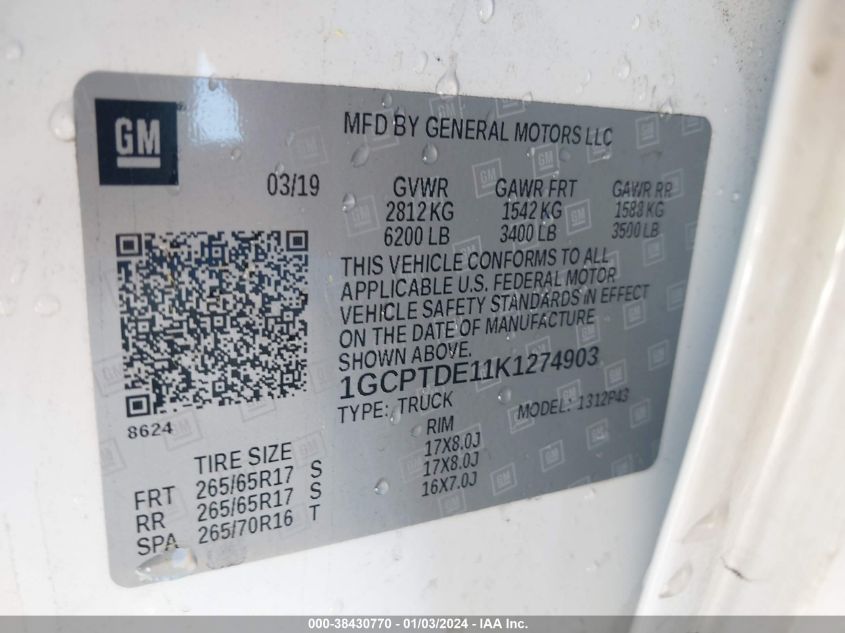 GM
MFD BY GENERAL MOTORS LLC
03/19
GVWR GAWR FRT GAWR RR
2812 KG 1542 KG 1588 KG
6200 LB 3400 LB 3500 LB
THIS VEHICLE CONFORMS TO ALL
APPLICABLE U.S. FEDERAL MOTOR
VEHICLE SAFETY STANDARDS IN EFFECT
ON THE DATE OF MANUFACTURE
SHOWN ABOVE.
1GCPTDE11K1274903
TYPE: TRUCK MODEL: 1312P43
8624
TIRE SIZE RIM
FRT 265/65R17 S 17X8.0J
RR 265/65R17 S 17X8.0J
SPA 265/70R16 T 16X7.0J
000-38430770 - 01/03/2024 - IAA Inc.